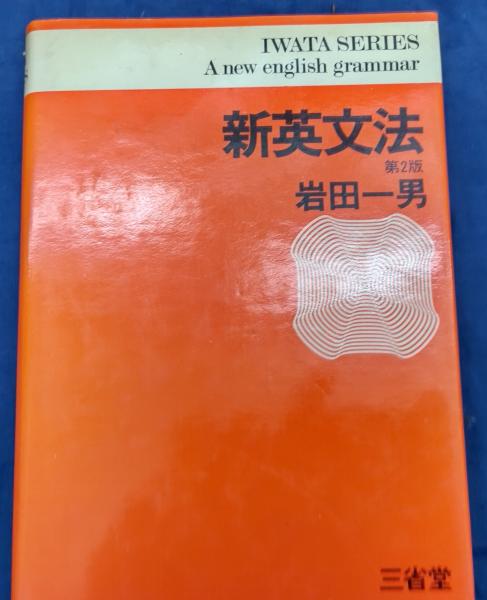 IWATA SERIES
A new english grammar
新英文法
第2版
岩田一男
三省堂